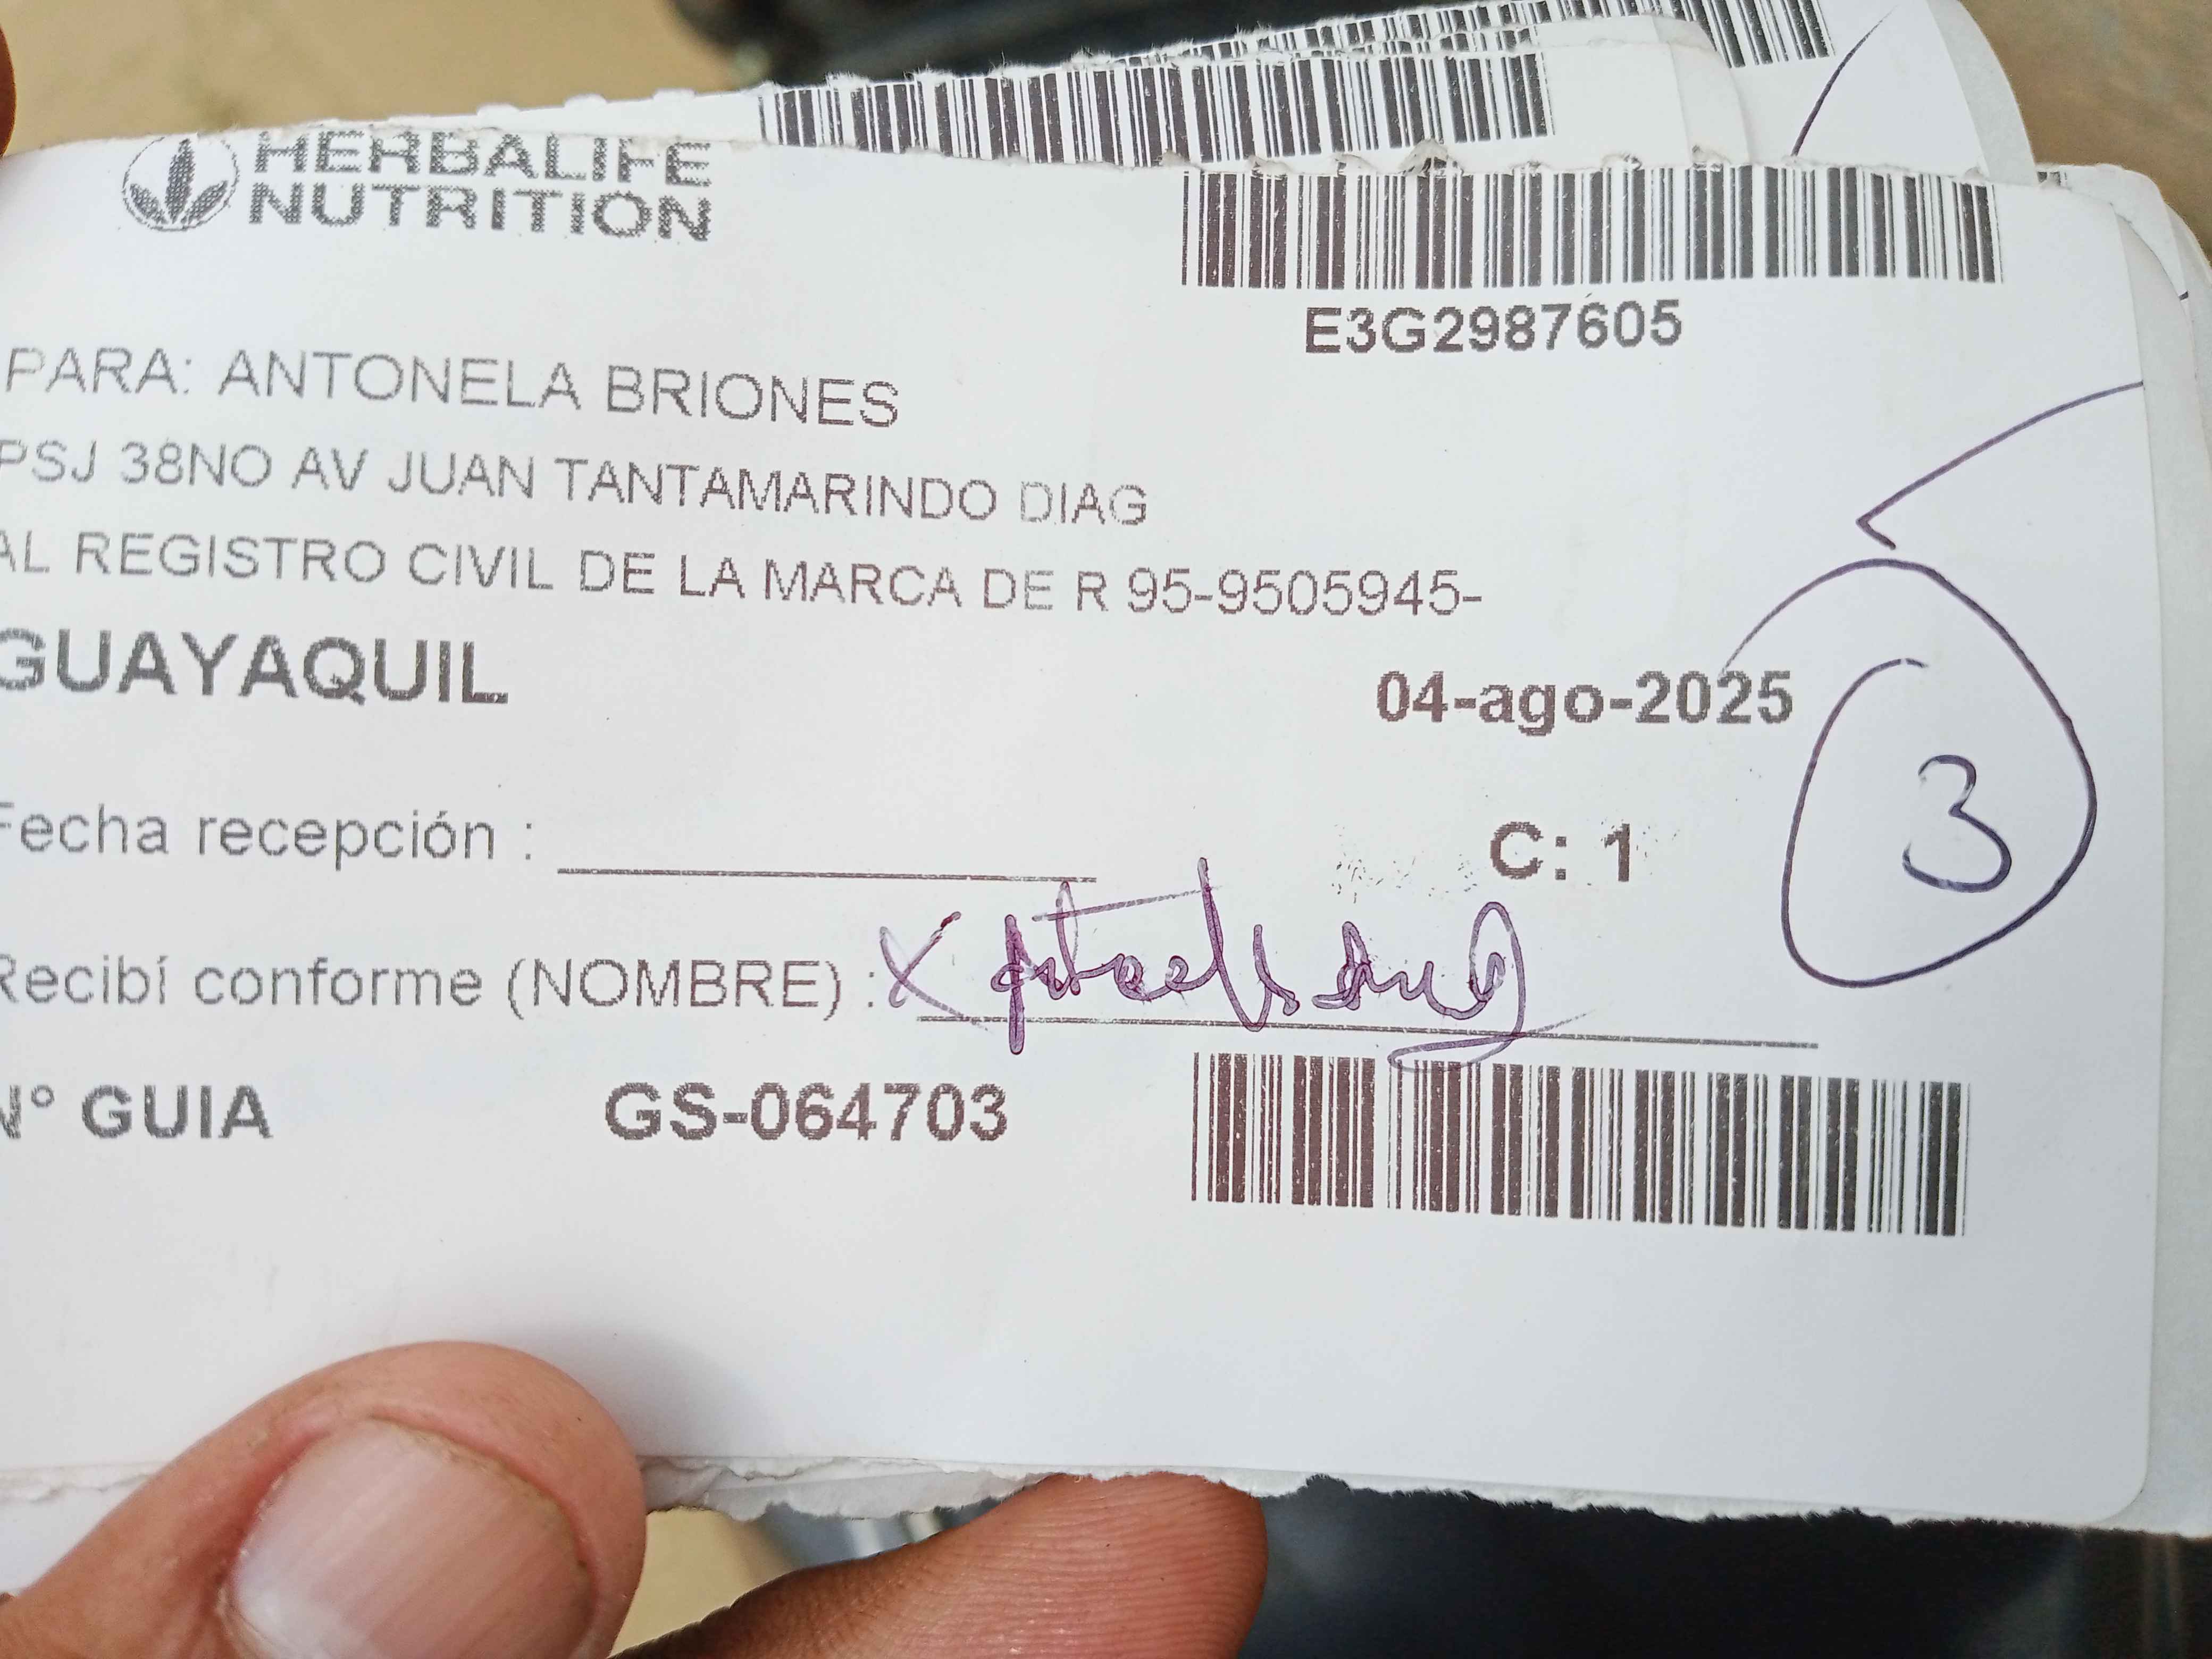 HERBALIFE
NUTRITION
E3G2987605
PARA: ANTONELA BRIONES
PSJ 38NO AV JUAN TANTAMARINDO DIAG
AL REGISTRO CIVIL DE LA MARCA DE R 95-9505945-
GUAYAQUIL
04-ago-2025
3
Fecha recepción :
C: 1
Recibí conforme (NOMBRE) : X
N° GUIA GS-064703